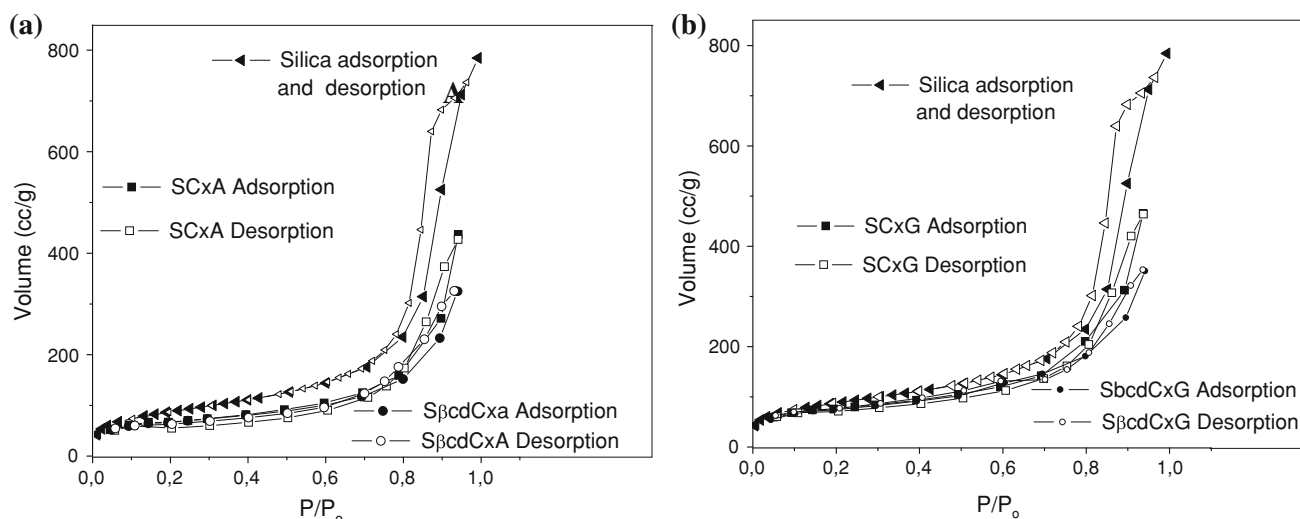 (a)
800
600
400
200
0
Volume (cc/g)
0,0
0,2
0,4
0,6
0,8
1,0
P/Po
Silica adsorption
and desorption
SCxA Adsorption
SCxA Desorption
SβcdCxa Adsorption
SβcdCxA Desorption
(b)
800
600
400
200
0
Volume (cc/g)
0,0
0,2
0,4
0,6
0,8
1,0
P/Po
Silica adsorption
and desorption
SCxG Adsorption
SCxG Desorption
SbcdCxG Adsorption
SβcdCxG Desorption